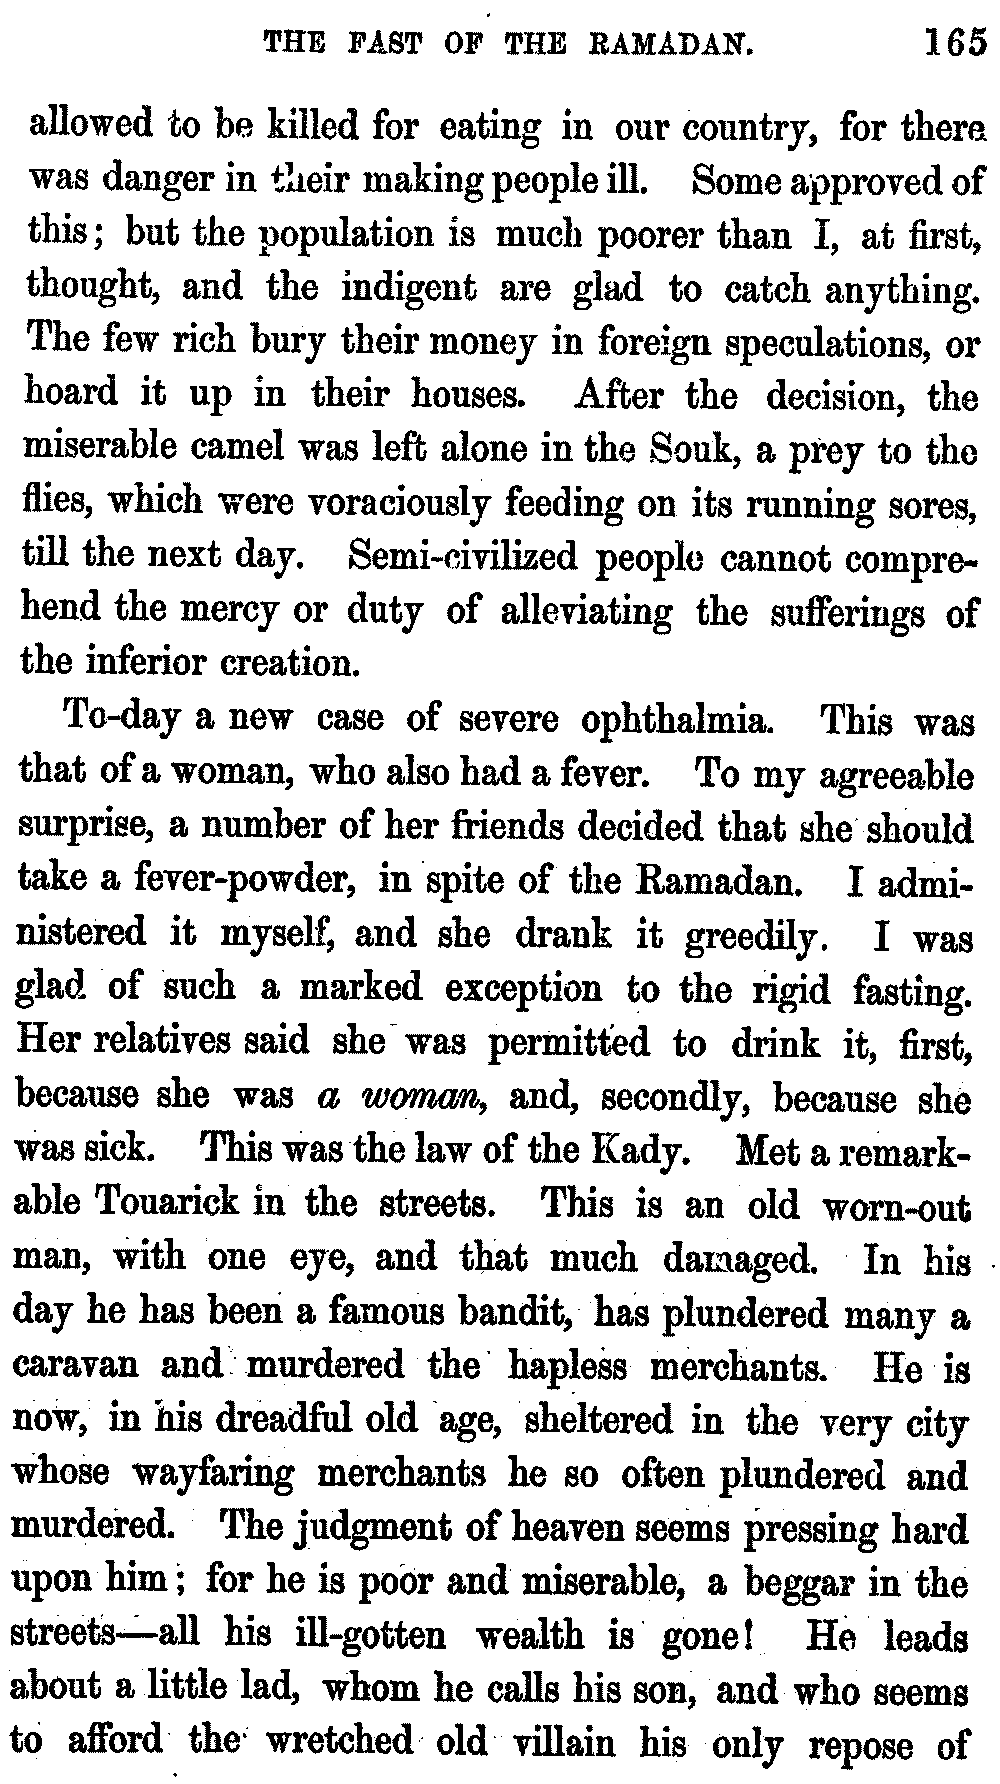 THE FAST OF THE RAMADAN. 165
allowed to be killed for eating in our country, for there
was danger in their making people ill. Some approved of
this; but the population is much poorer than I, at first,
thought, and the indigent are glad to catch anything.
The few rich bury their money in foreign speculations, or
hoard it up in their houses. After the decision, the
miserable camel was left alone in the Souk, a prey to the
flies, which were voraciously feeding on its running sores,
till the next day. Semi-civilized people cannot compre-
hend the mercy or duty of alleviating the sufferings of
the inferior creation.
To-day a new case of severe ophthalmia. This was
that of a woman, who also had a fever. To my agreeable
surprise, a number of her friends decided that she should
take a fever-powder, in spite of the Ramadan. I admi-
nistered it myself, and she drank it greedily. I was
glad of such a marked exception to the rigid fasting.
Her relatives said she was permitted to drink it, first,
because she was a woman, and, secondly, because she
was sick. This was the law of the Kady. Met a remark-
able Touarick in the streets. This is an old worn-out
man, with one eye, and that much damaged. In his
day he has been a famous bandit, has plundered many a
caravan and murdered the hapless merchants. He is
now, in his dreadful old age, sheltered in the very city
whose wayfaring merchants he so often plundered and
murdered. The judgment of heaven seems pressing hard
upon him; for he is poor and miserable, a beggar in the
streets—all his ill-gotten wealth is gone! He leads
about a little lad, whom he calls his son, and who seems
to afford the wretched old villain his only repose of